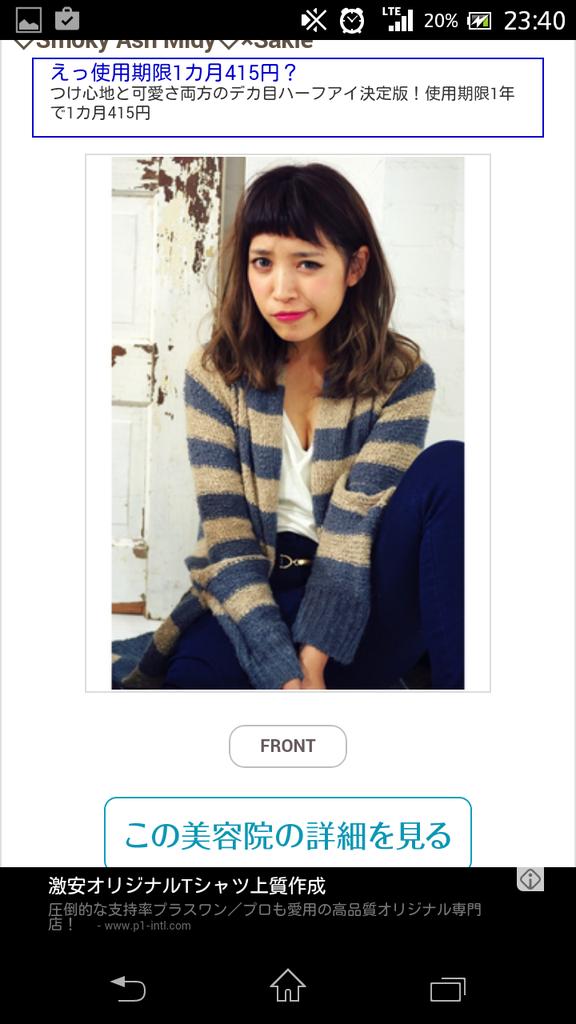 LTE 20% 23:40
♡Smoky Ash Midy♡×Sakie
えっ使用期限1カ月415円？
つけ心地と可愛さ両方のデカ目ハーフアイ決定版！使用期限1年
で1カ月415円
FRONT
この美容院の詳細を見る
激安オリジナルTシャツ上質作成
圧倒的な支持率プラスワン／プロも愛用の高品質オリジナル専門
店！ - www.p1-intl.com